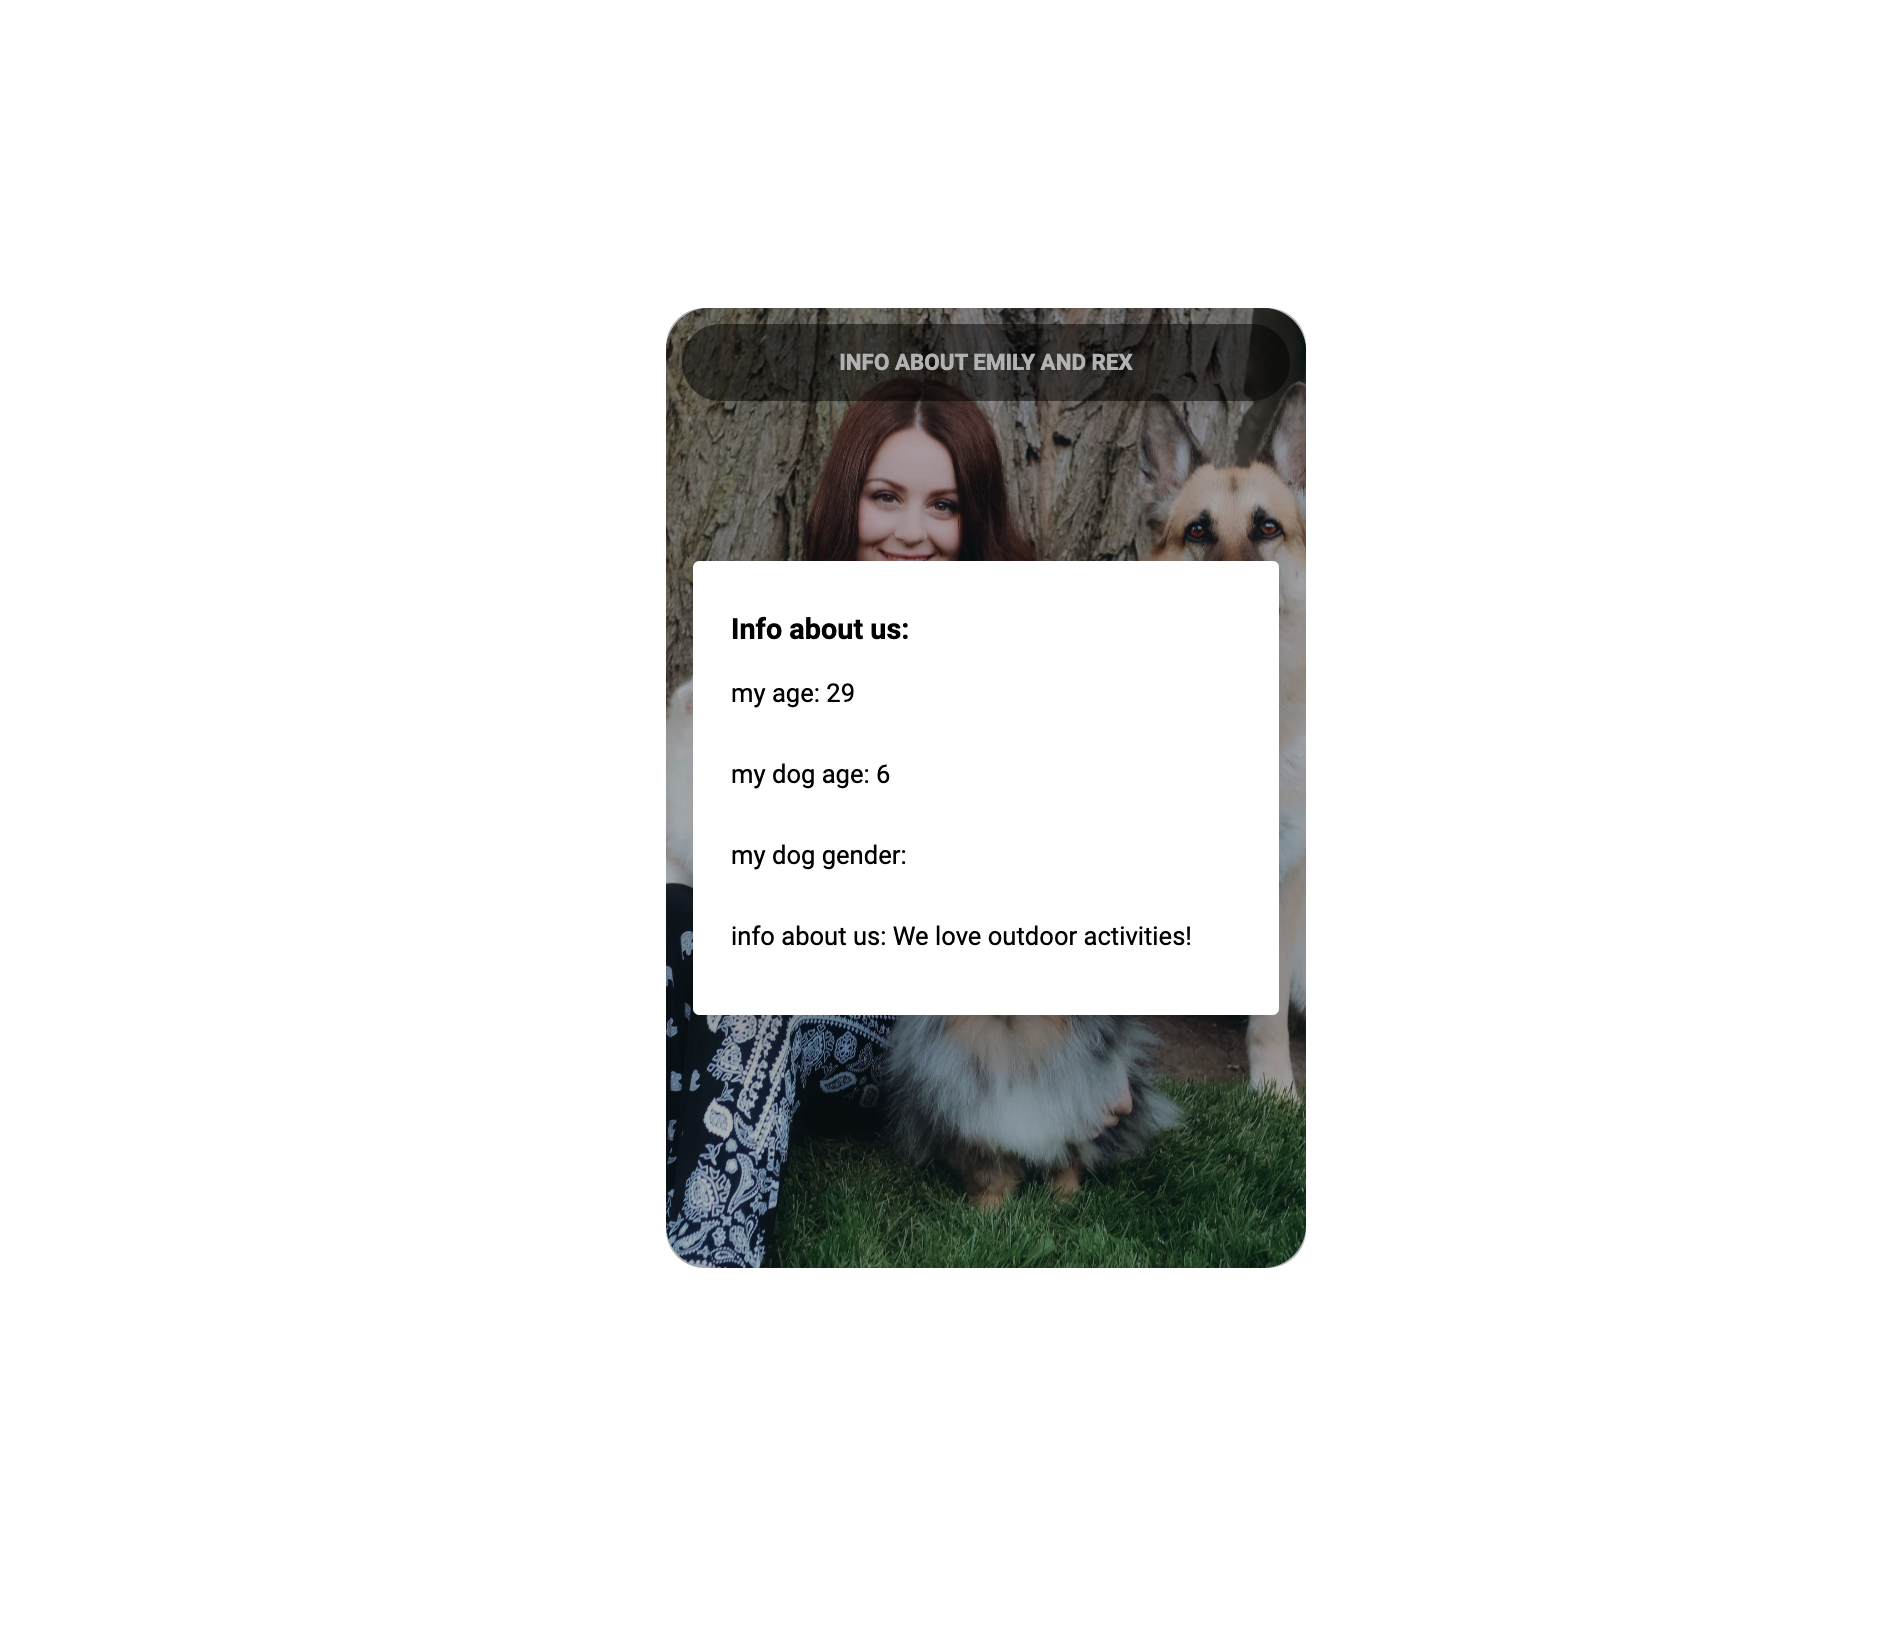 INFO ABOUT EMILY AND REX
Info about us:
my age: 29
my dog age: 6
my dog gender:
info about us: We love outdoor activities!